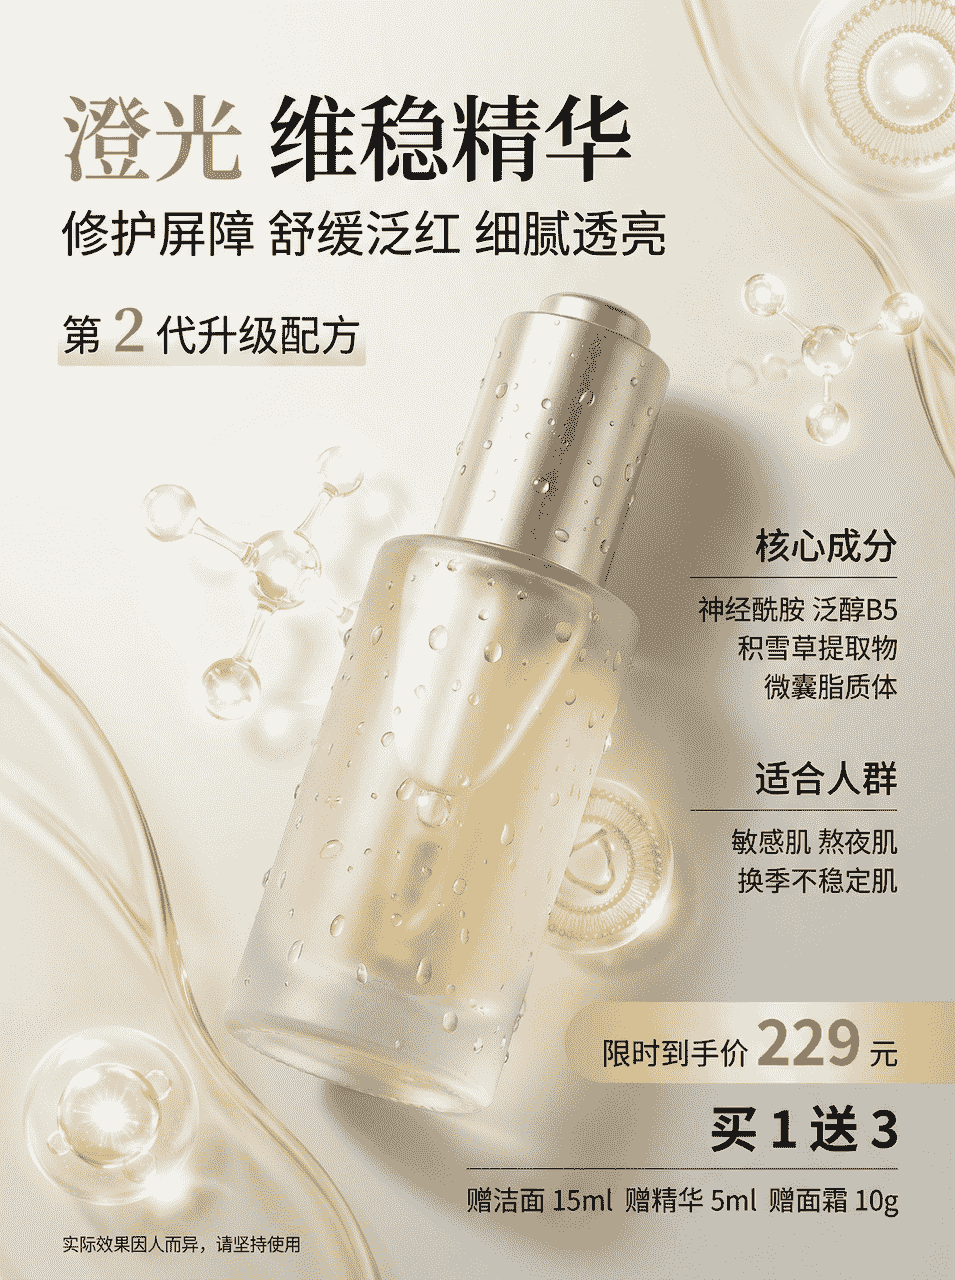 澄光 维稳精华
修护屏障 舒缓泛红 细腻透亮
第 2 代升级配方
核心成分
神经酰胺 泛醇B5
积雪草提取物
微囊脂质体
适合人群
敏感肌 熬夜肌
换季不稳定肌
限时到手价 229 元
买 1 送 3
赠洁面 15ml 赠精华 5ml 赠面霜 10g
实际效果因人而异，请坚持使用